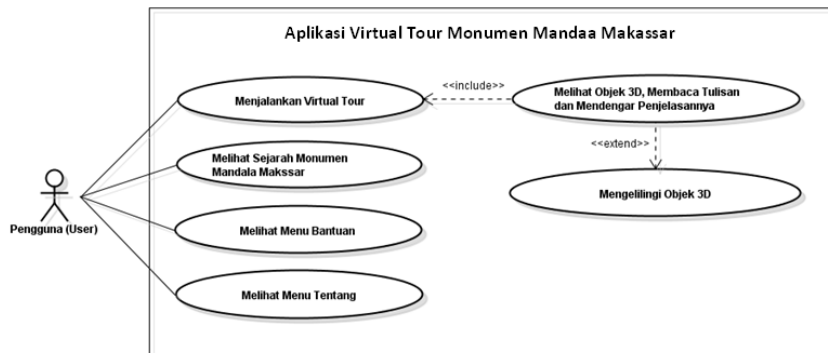 Aplikasi Virtual Tour Monumen Mandaa Makassar
Menjalankan Virtual Tour
<<include>>
Melihat Objek 3D, Membaca Tulisan
dan Mendengar Penjelasannya
<<extend>>
Melihat Sejarah Monumen
Mandala Makssar
Mengelilingi Objek 3D
Pengguna (User)
Melihat Menu Bantuan
Melihat Menu Tentang